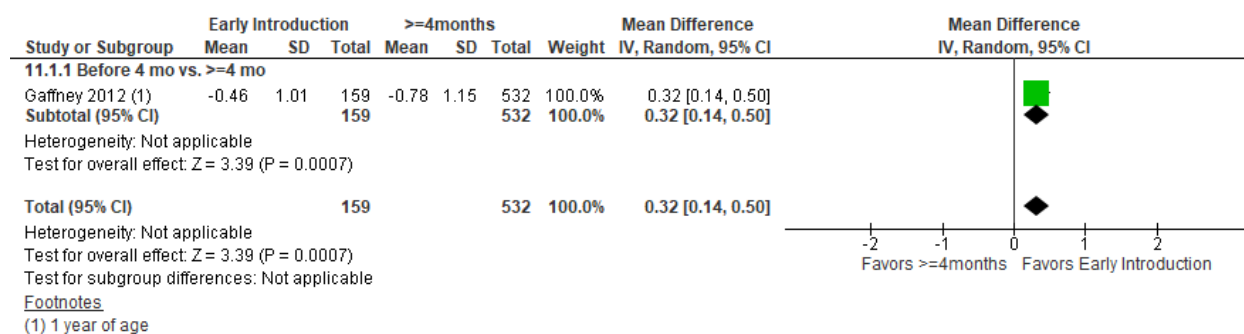 Early Introduction >=4months Mean Difference Mean Difference
Study or Subgroup Mean SD Total Mean SD Total Weight IV, Random, 95% CI IV, Random, 95% CI
11.1.1 Before 4 mo vs. >=4 mo
Gaffney 2012 (1) -0.46 1.01 159 -0.78 1.15 532 100.0% 0.32 [0.14, 0.50]
Subtotal (95% CI) 159 532 100.0% 0.32 [0.14, 0.50]
Heterogeneity: Not applicable
Test for overall effect: Z = 3.39 (P = 0.0007)
Total (95% CI) 159 532 100.0% 0.32 [0.14, 0.50]
Heterogeneity: Not applicable
Test for overall effect: Z = 3.39 (P = 0.0007)
Test for subgroup differences: Not applicable
-2 -1 0 1 2
Favors >=4months Favors Early Introduction
Footnotes
(1) 1 year of age